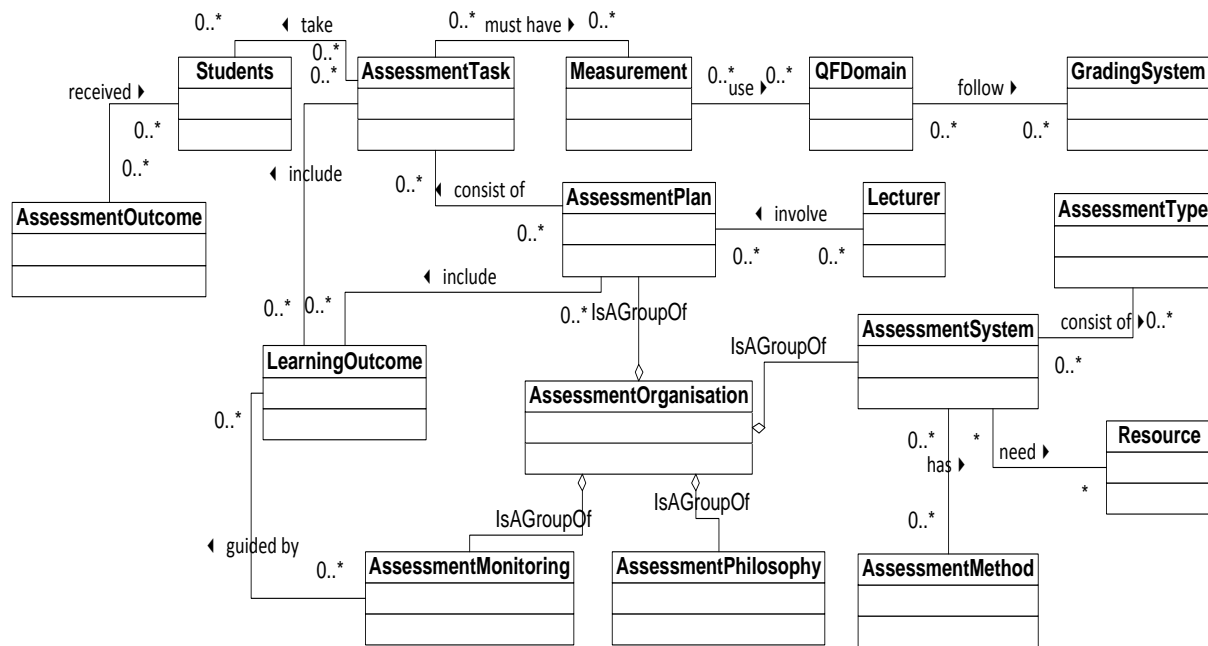 0..* ◄ take
0..* must have 0..*
0..*
0..*
Students
AssessmentTask
Measurement
0..* 0..*
QFDomain
GradingSystem
received ►
use ►
follow ►
0..*
0..*
0..*
0..*
0..*
◄ include
0..*
◄ consist of
AssessmentPlan
Lecturer
AssessmentType
AssessmentOutcome
◄ involve
0..*
0..*
0..*
◄ include
0..*
0..*
0..*
IsAGroupOf
AssessmentSystem
consist of ►
0..*
LearningOutcome
IsAGroupOf
0..*
AssessmentOrganisation
0..*
0..*
*
Resource
has ►
need ►
IsAGroupOf
IsAGroupOf
*
0..*
◄ guided by
0..*
AssessmentMonitoring
AssessmentPhilosophy
AssessmentMethod